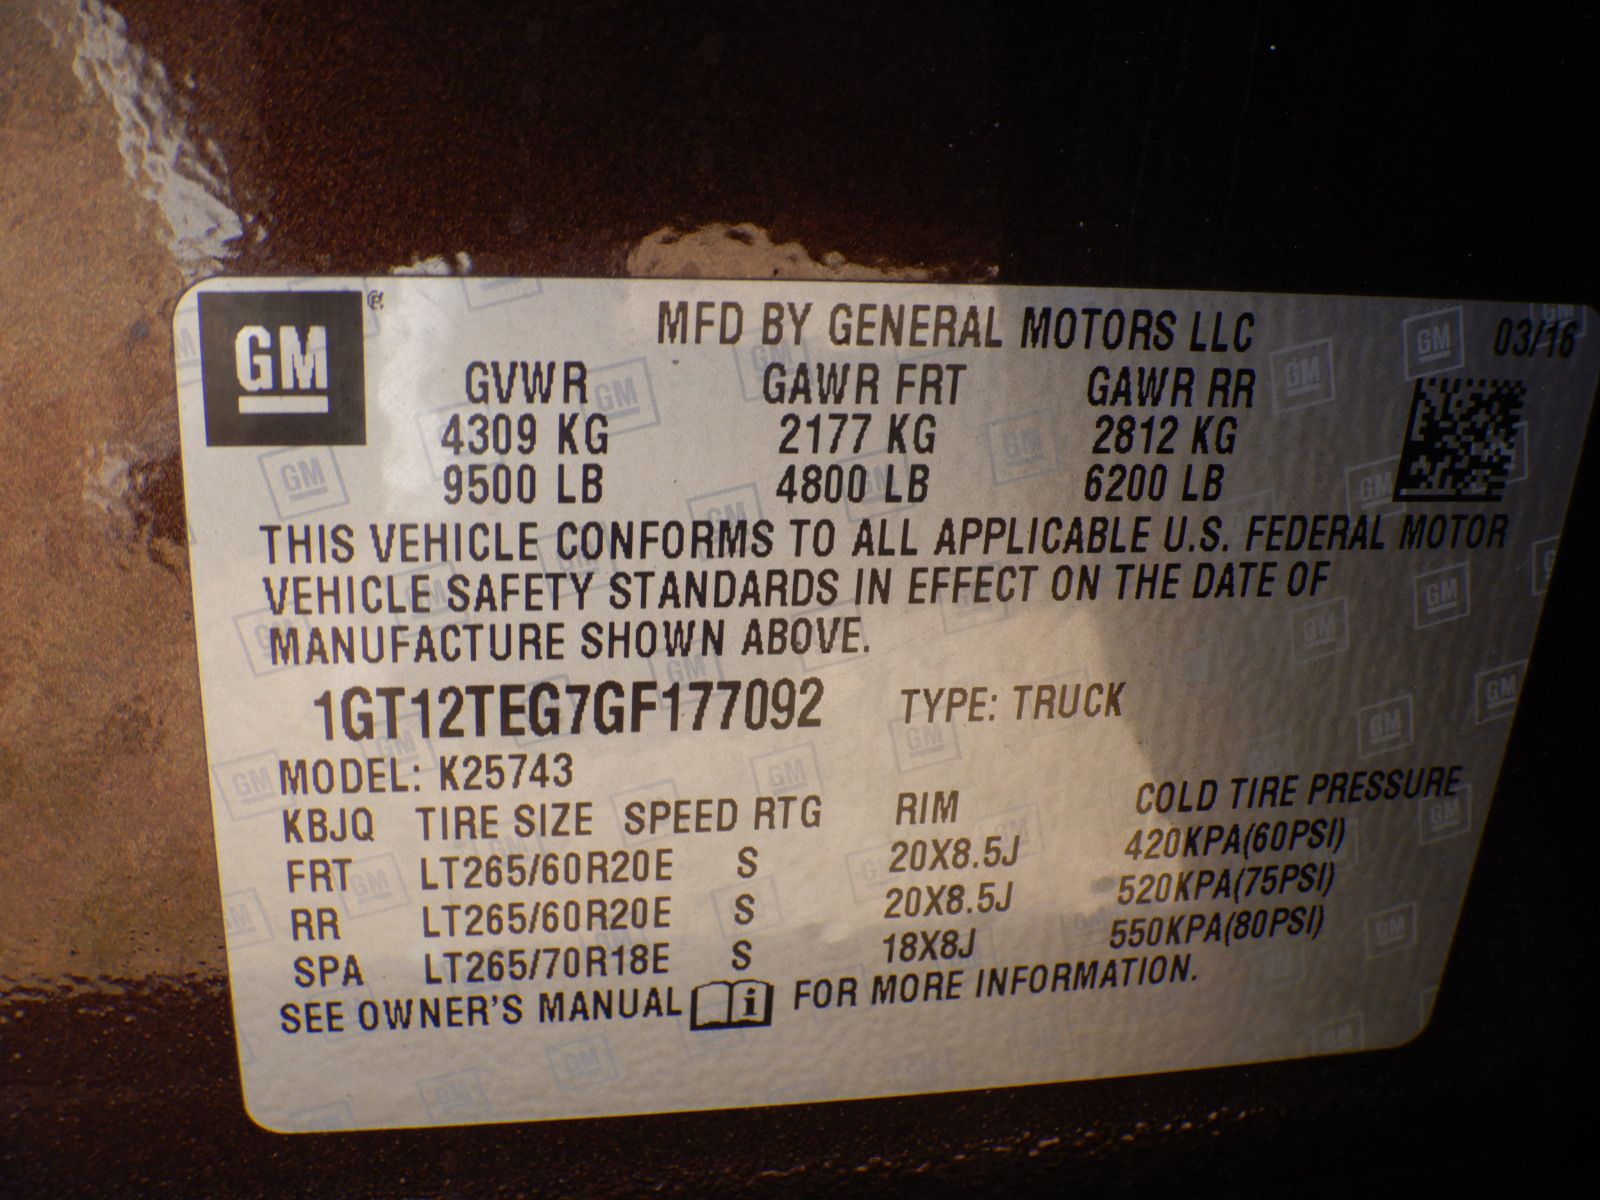 GM
MFD BY GENERAL MOTORS LLC 03/16
GVWR GAWR FRT GAWR RR
4309 KG 2177 KG 2812 KG
9500 LB 4800 LB 6200 LB
THIS VEHICLE CONFORMS TO ALL APPLICABLE U.S. FEDERAL MOTOR
VEHICLE SAFETY STANDARDS IN EFFECT ON THE DATE OF
MANUFACTURE SHOWN ABOVE.
1GT12TEG7GF177092 TYPE: TRUCK
MODEL: K25743
KBJQ TIRE SIZE SPEED RTG RIM COLD TIRE PRESSURE
FRT LT265/60R20E S 20X8.5J 420KPA(60PSI)
RR LT265/60R20E S 20X8.5J 520KPA(75PSI)
SPA LT265/70R18E S 18X8J 550KPA(80PSI)
SEE OWNER'S MANUAL i FOR MORE INFORMATION.